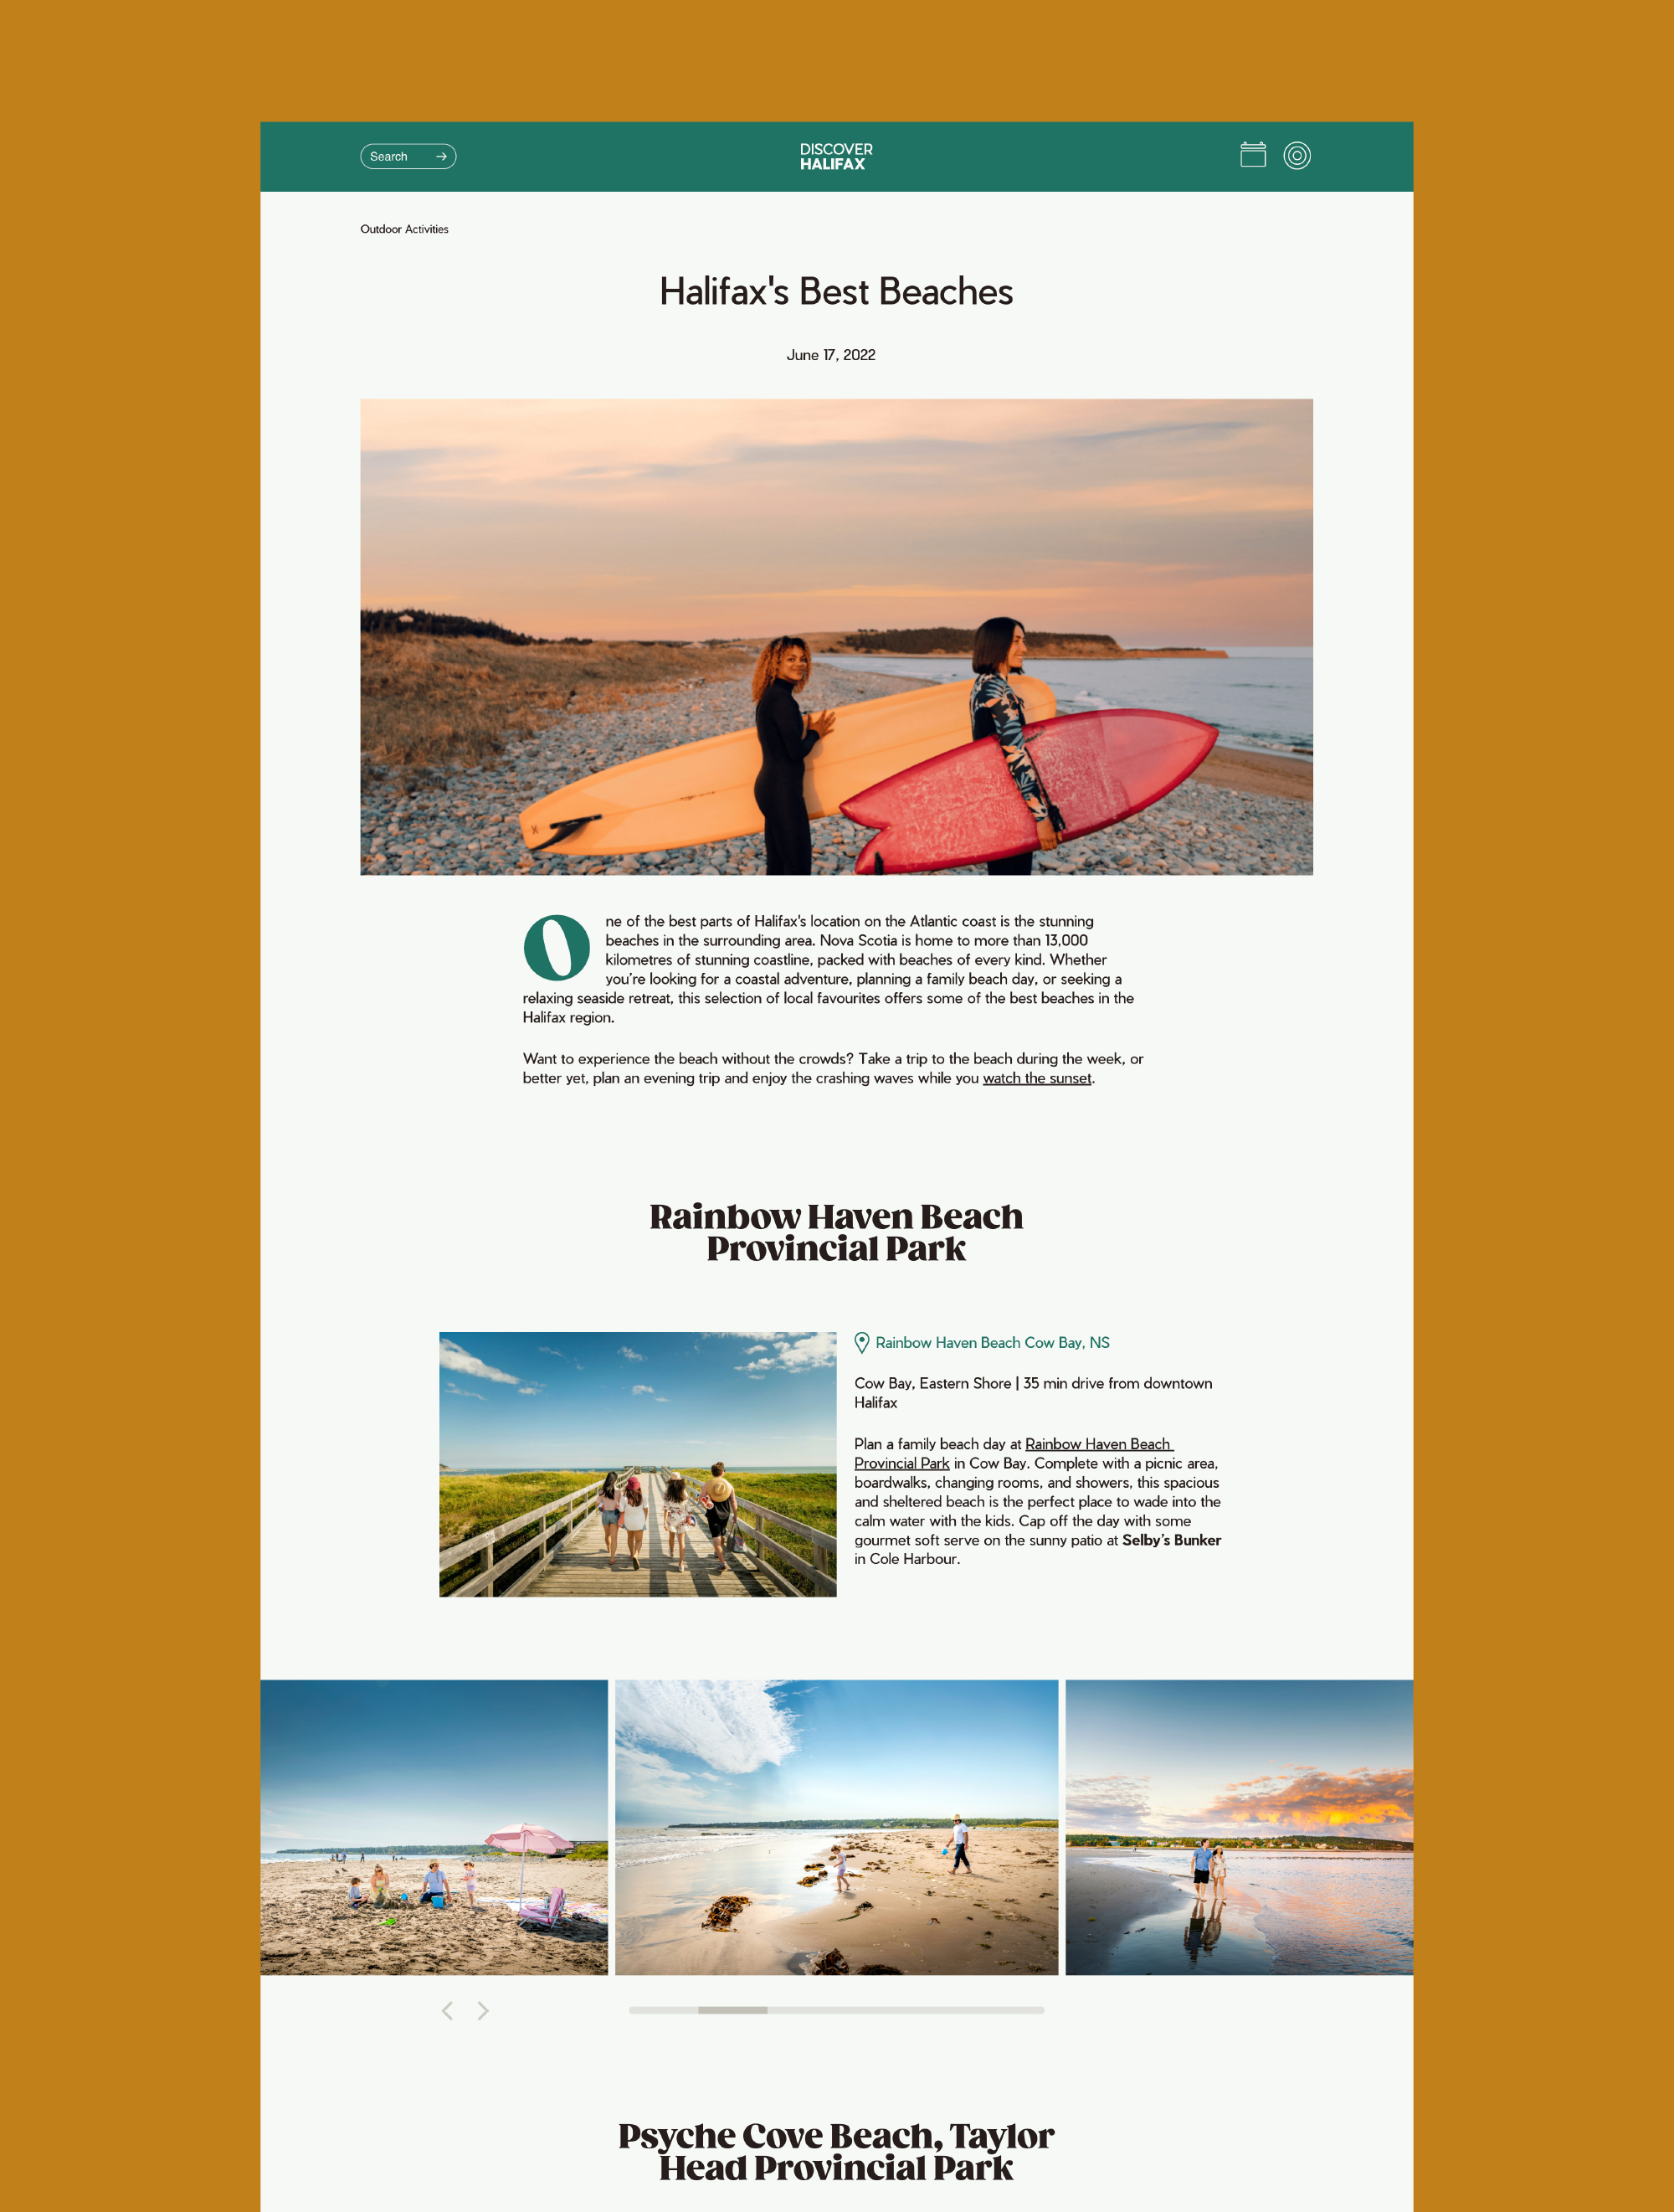 Search
DISCOVER
HALIFAX
Outdoor Activities
Halifax's Best Beaches
June 17, 2022
One of the best parts of Halifax's location on the Atlantic coast is the stunning
beaches in the surrounding area. Nova Scotia is home to more than 13,000
kilometres of stunning coastline, packed with beaches of every kind. Whether
you're looking for a coastal adventure, planning a family beach day, or seeking a
relaxing seaside retreat, this selection of local favourites offers some of the best beaches in the
Halifax region.
Want to experience the beach without the crowds? Take a trip to the beach during the week, or
better yet, plan an evening trip and enjoy the crashing waves while you watch the sunset.
Rainbow Haven Beach
Provincial Park
Rainbow Haven Beach Cow Bay, NS
Cow Bay, Eastern Shore | 35 min drive from downtown
Halifax
Plan a family beach day at Rainbow Haven Beach
Provincial Park in Cow Bay. Complete with a picnic area,
boardwalks, changing rooms, and showers, this spacious
and sheltered beach is the perfect place to wade into the
calm water with the kids. Cap off the day with some
gourmet soft serve on the sunny patio at Selby's Bunker
in Cole Harbour.
Psyche Cove Beach, Taylor
Head Provincial Park